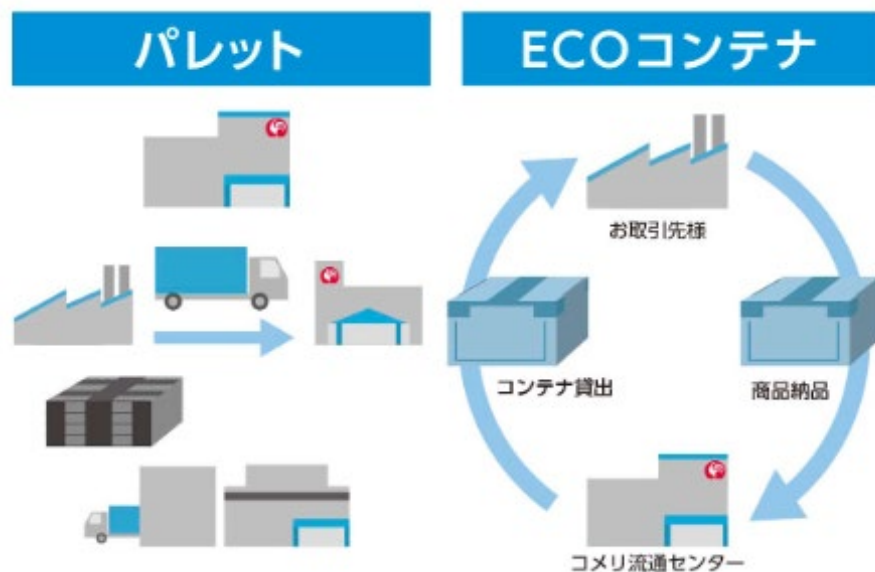 パレット
ECOコンテナ
お取引先様
コンテナ貸出
商品納品
コメリ流通センター